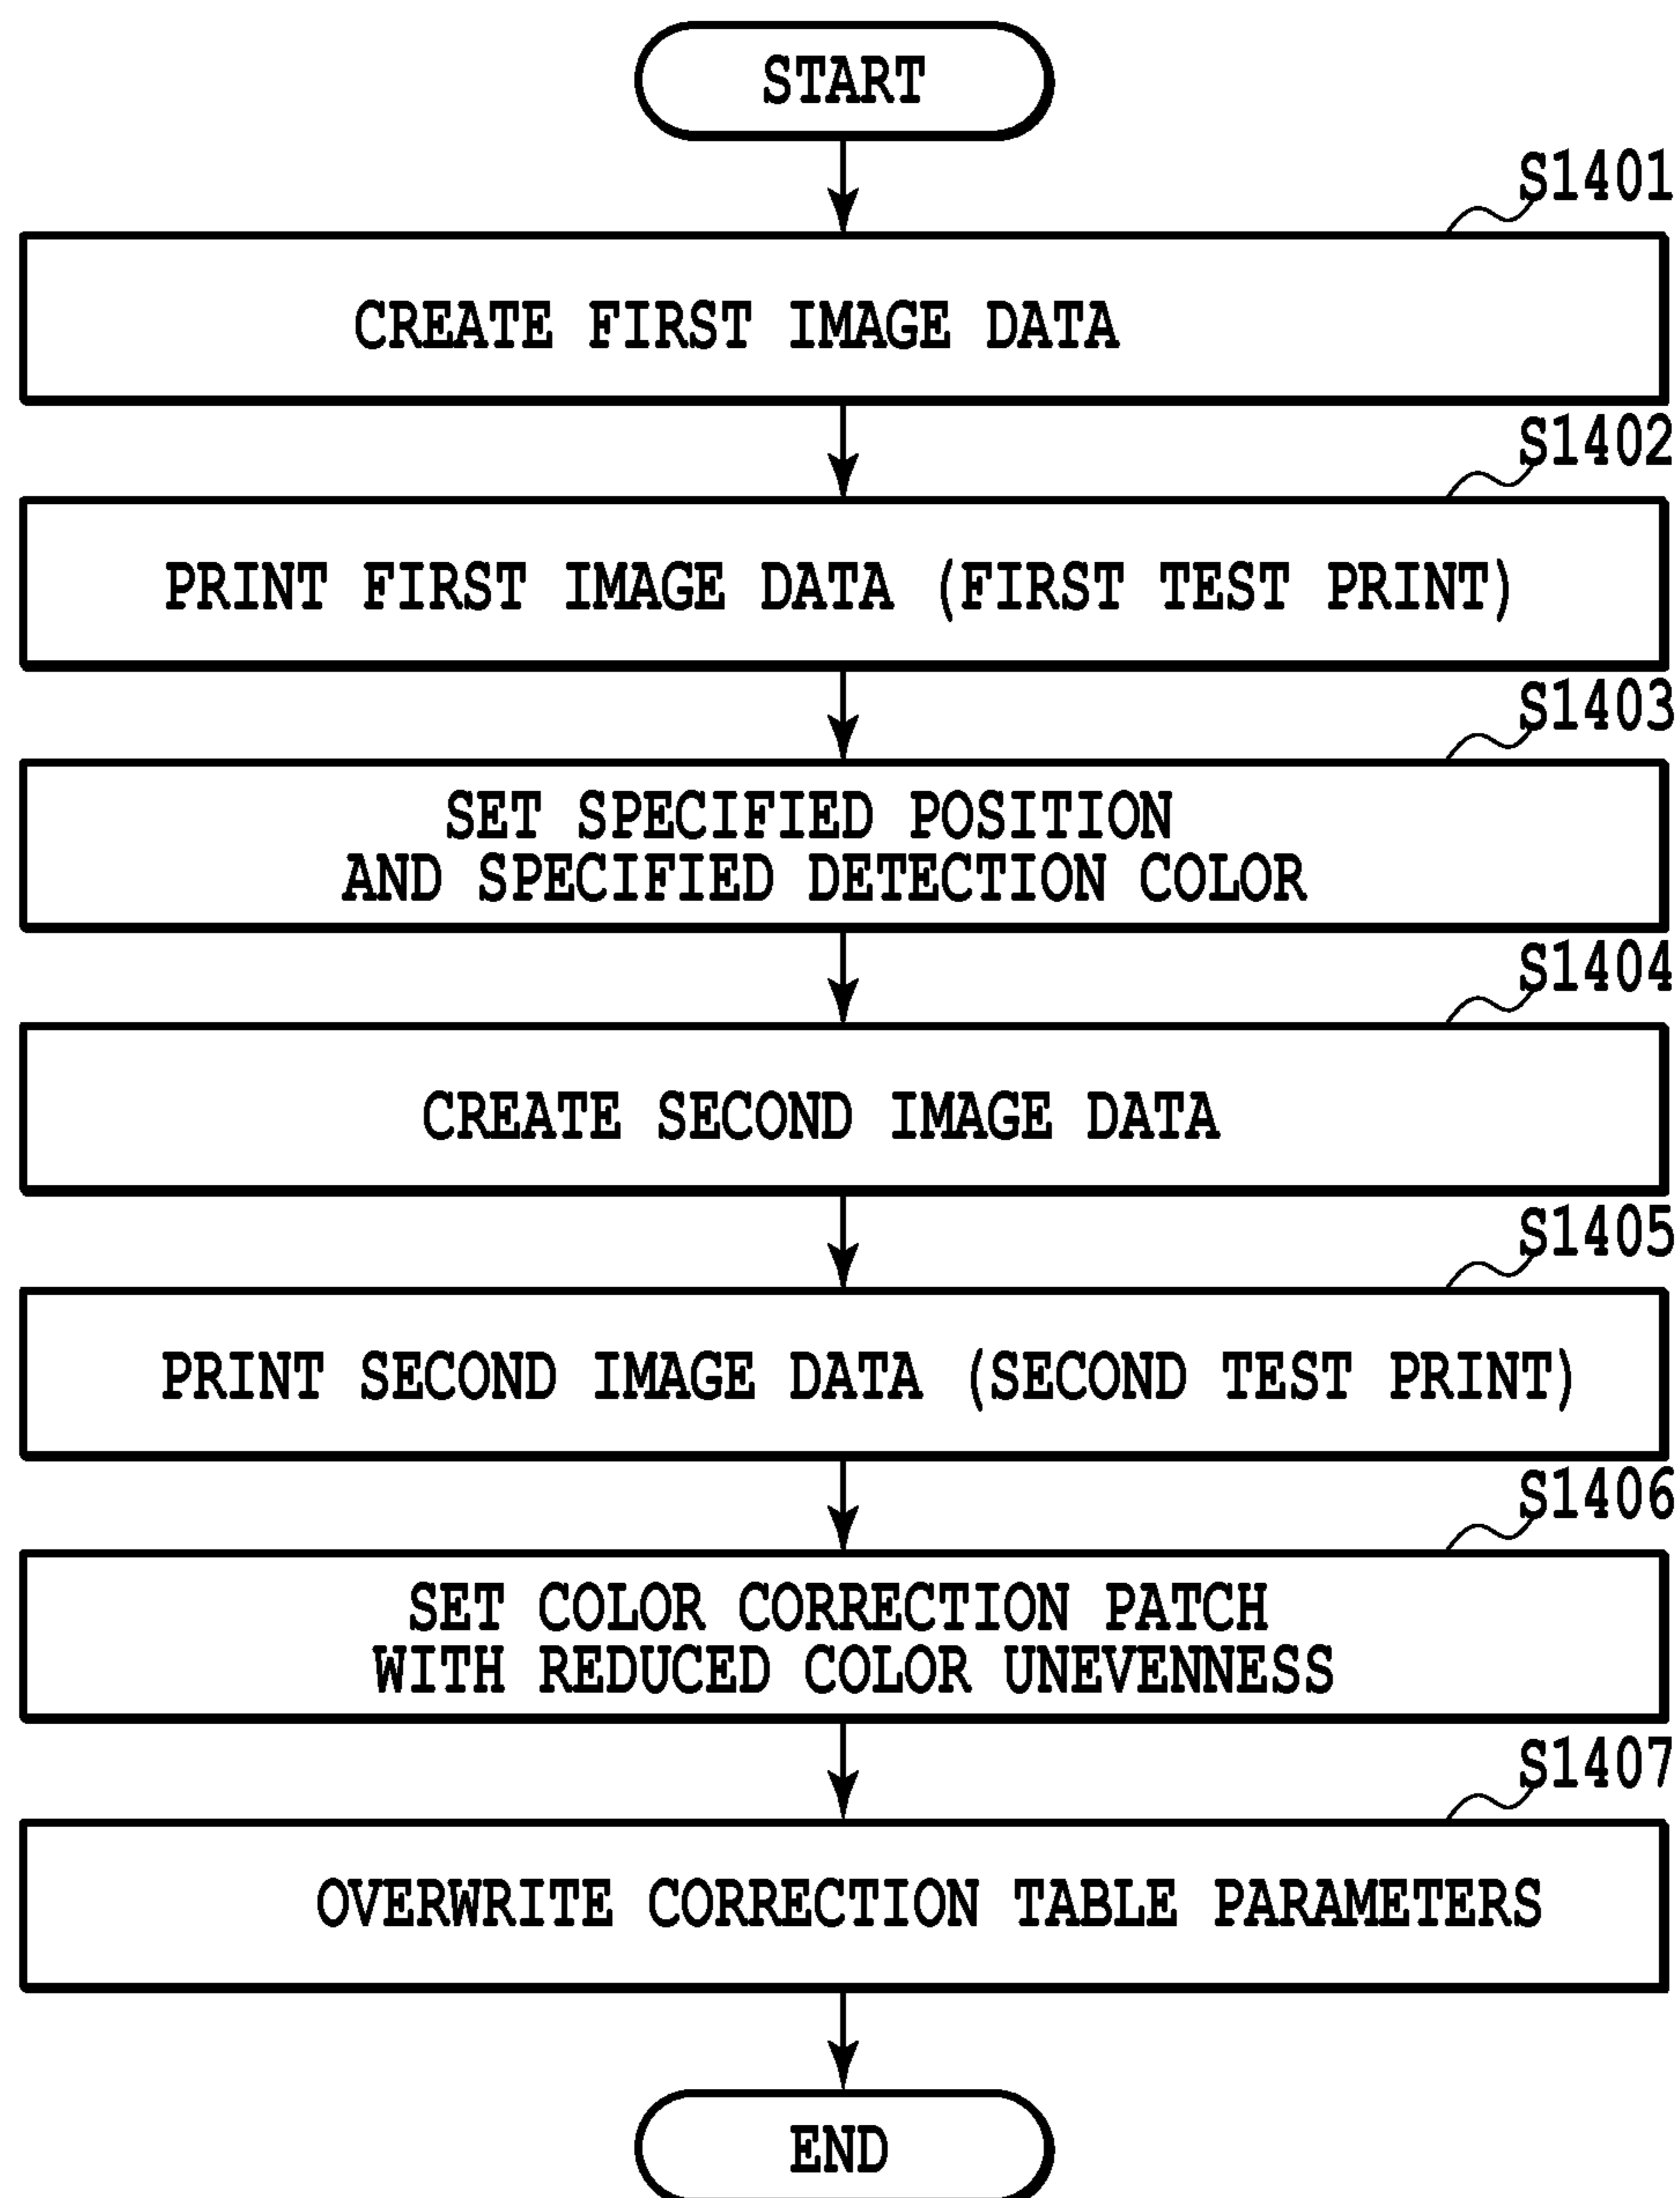 START
S1401
CREATE FIRST IMAGE DATA
S1402
PRINT FIRST IMAGE DATA (FIRST TEST PRINT)
S1403
SET SPECIFIED POSITION
AND SPECIFIED DETECTION COLOR
S1404
CREATE SECOND IMAGE DATA
S1405
PRINT SECOND IMAGE DATA (SECOND TEST PRINT)
S1406
SET COLOR CORRECTION PATCH
WITH REDUCED COLOR UNEVENNESS
S1407
OVERWRITE CORRECTION TABLE PARAMETERS
END